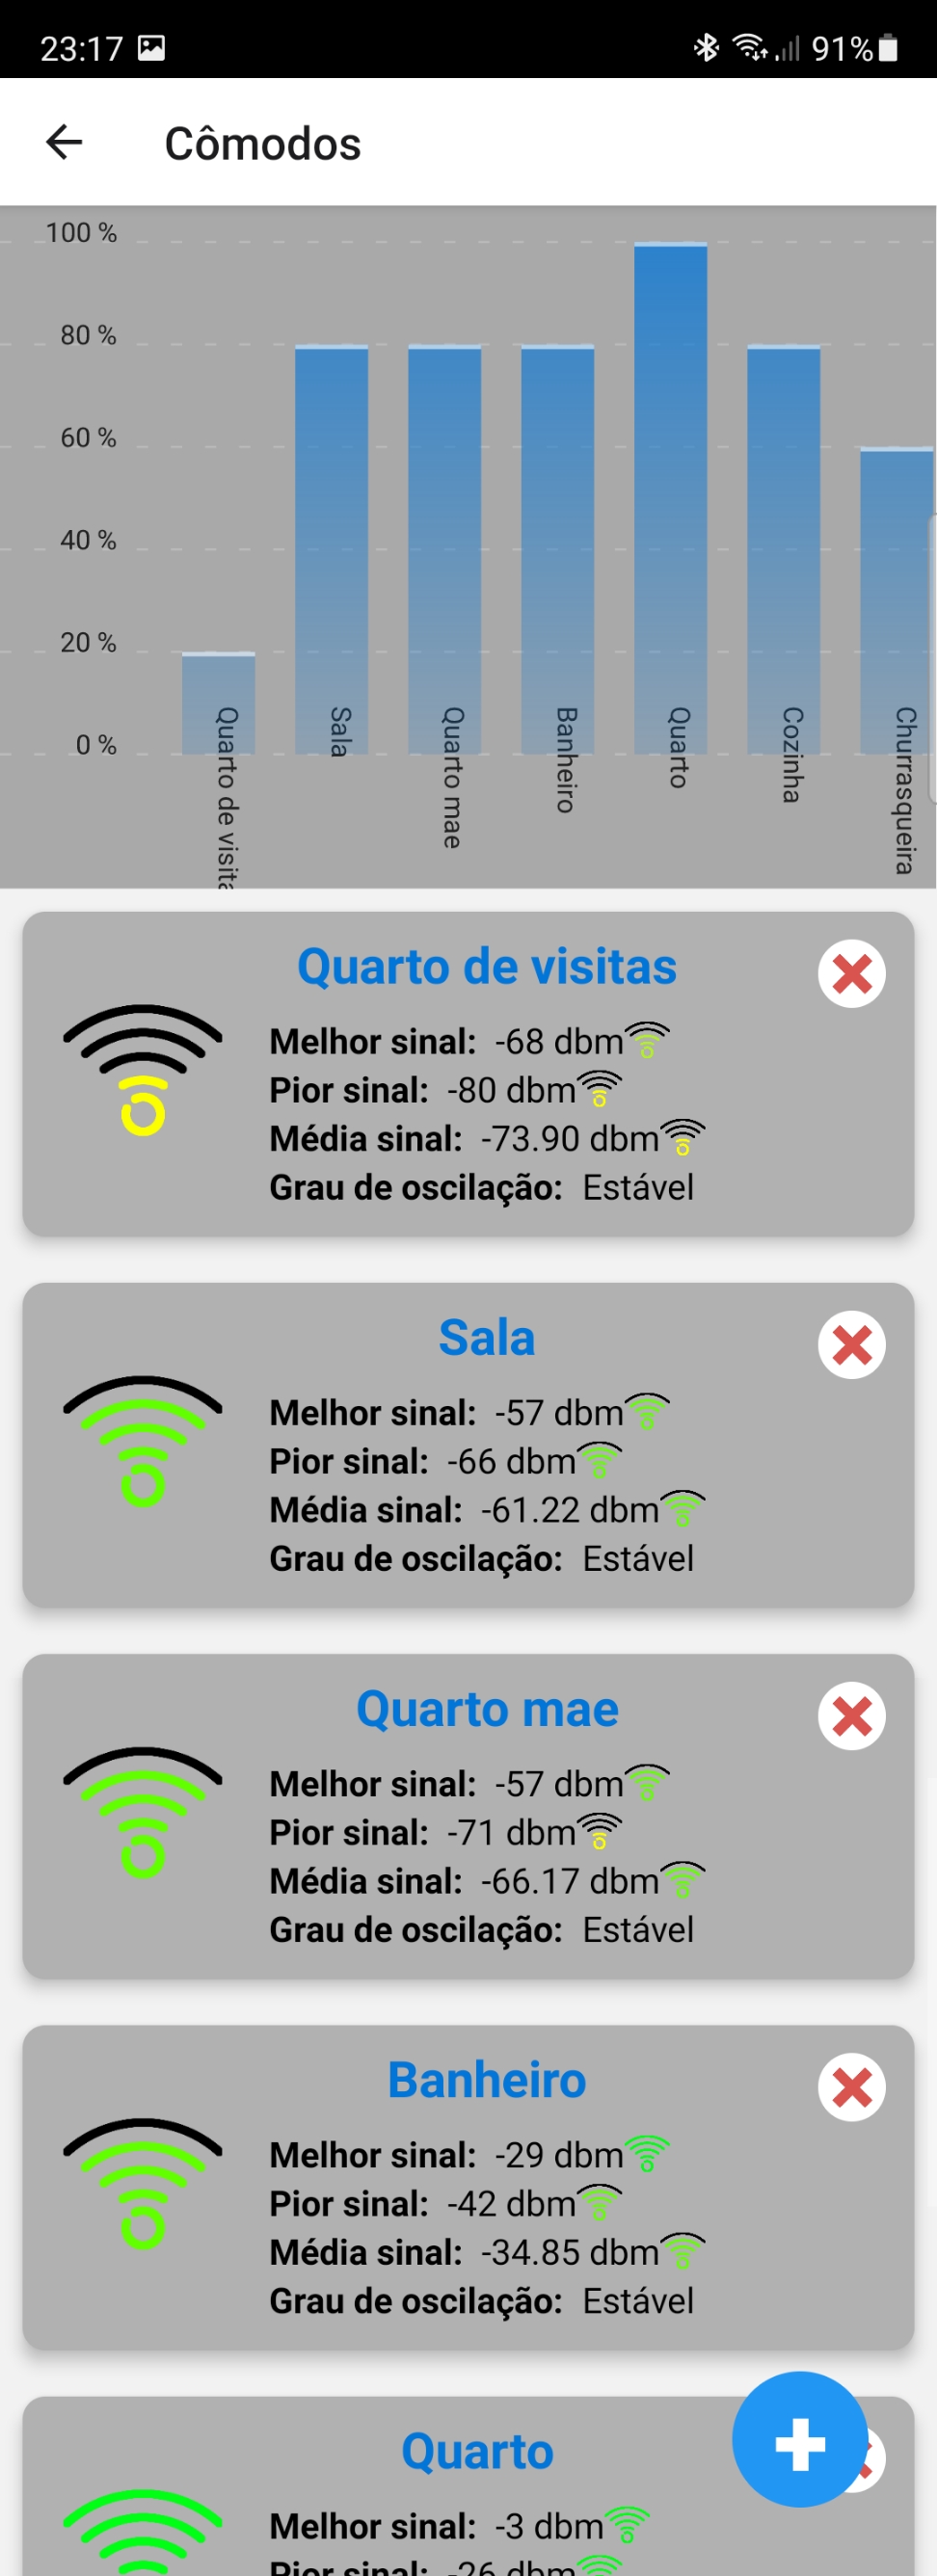 23:17 91%
Cômodos
100 %
80 %
60 %
40 %
20 %
0 %
Quarto de visita
Sala
Quarto mae
Banheiro
Quarto
Cozinha
Churrasqueira
Quarto de visitas
Melhor sinal: -68 dbm
Pior sinal: -80 dbm
Média sinal: -73.90 dbm
Grau de oscilação: Estável
Sala
Melhor sinal: -57 dbm
Pior sinal: -66 dbm
Média sinal: -61.22 dbm
Grau de oscilação: Estável
Quarto mae
Melhor sinal: -57 dbm
Pior sinal: -71 dbm
Média sinal: -66.17 dbm
Grau de oscilação: Estável
Banheiro
Melhor sinal: -29 dbm
Pior sinal: -42 dbm
Média sinal: -34.85 dbm
Grau de oscilação: Estável
Quarto
Melhor sinal: -3 dbm
Pior sinal: -26 dbm